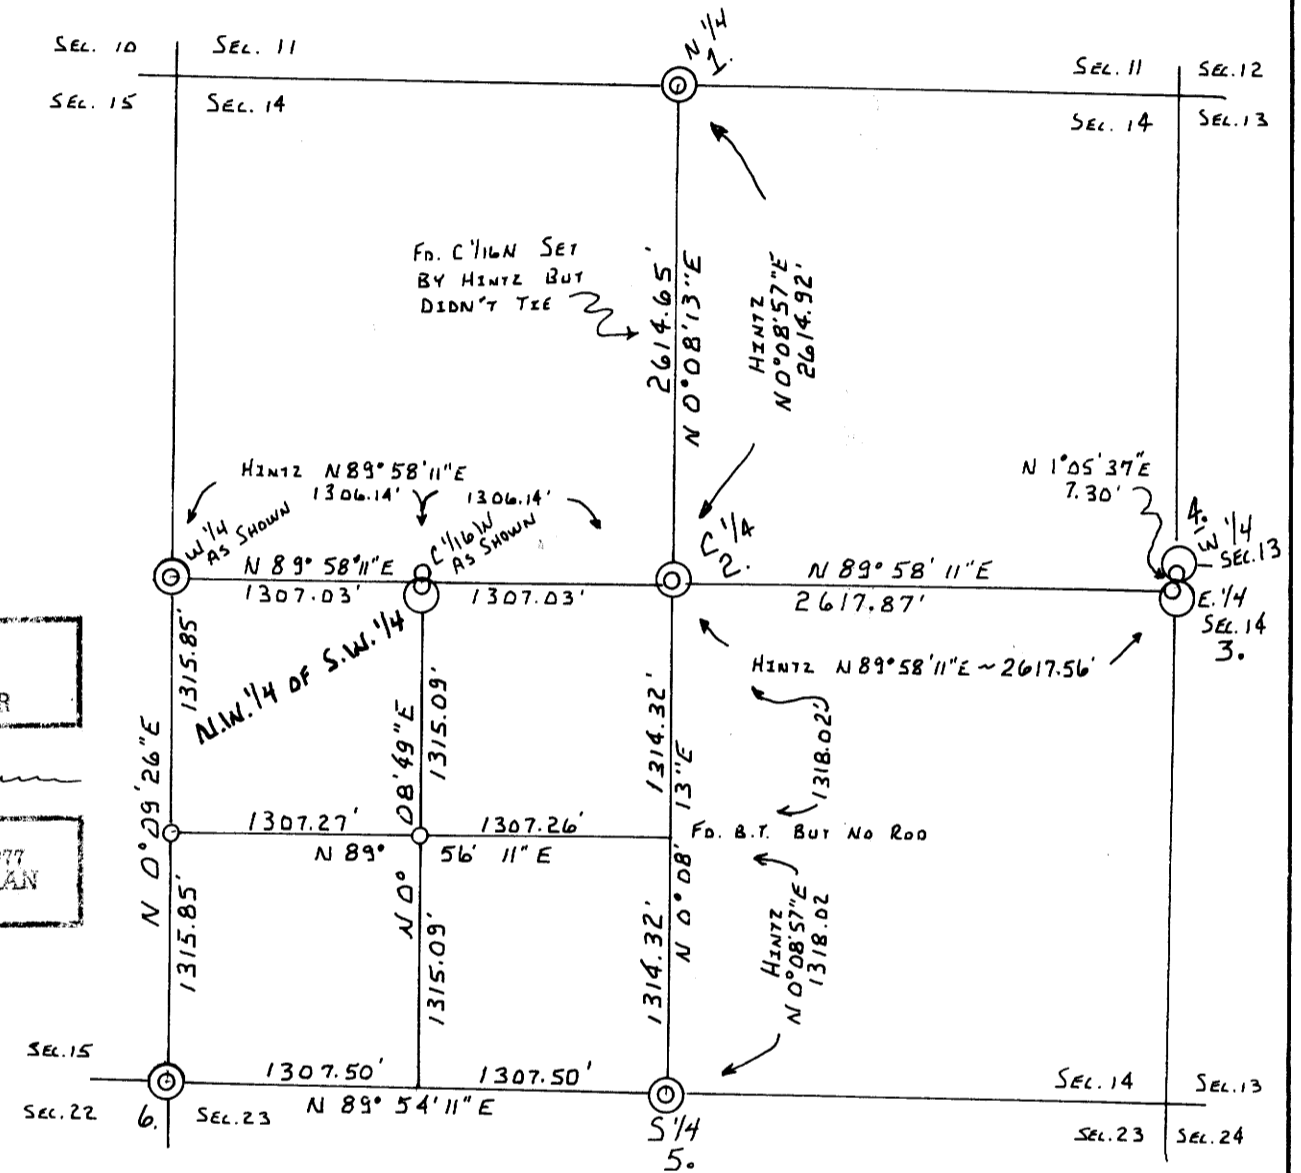 N 1/4
1.
SEC. 10
SEC. 11
SEC. 11
SEC. 12
SEC. 15
SEC. 14
SEC. 14
SEC. 13
FD. C 1/16 N SET
BY HINTZ BUT
DIDN'T TIE
2614.65'
N 0°08'13"E
HINTZ
N 0°08'57"E
2614.92'
HINTZ N 89°58'11"E
1306.14'
1306.14'
N 1°05'37"E
7.30'
W 1/4
AS SHOWN
C 1/16 N
AS SHOWN
C 1/4
2.
4.
W 1/4
SEC. 13
N 89° 58' 11" E
1307.03'
1307.03'
N 89° 58' 11" E
2617.87'
E. 1/4
SEC. 14
3.
HINTZ N 89°58'11"E ~ 2617.56'
N.W. 1/4 OF S.W. 1/4
1315.85'
1315.09'
1314.32'
1318.02'
R
N 0°09'26"E
N 0° 08'49"E
N 0°08' 13"E
1307.27'
1307.26'
FD. B.T. BUT NO ROD
N 89° 56' 11" E
77
AN
1315.85'
1315.09'
1314.32'
HINTZ
N 0°08'57"E
1318.02
SEC. 15
1307.50'
1307.50'
SEC. 14
SEC. 13
N 89° 54' 11" E
SEC. 22
6.
SEC. 23
S 1/4
5.
SEC. 23
SEC. 24